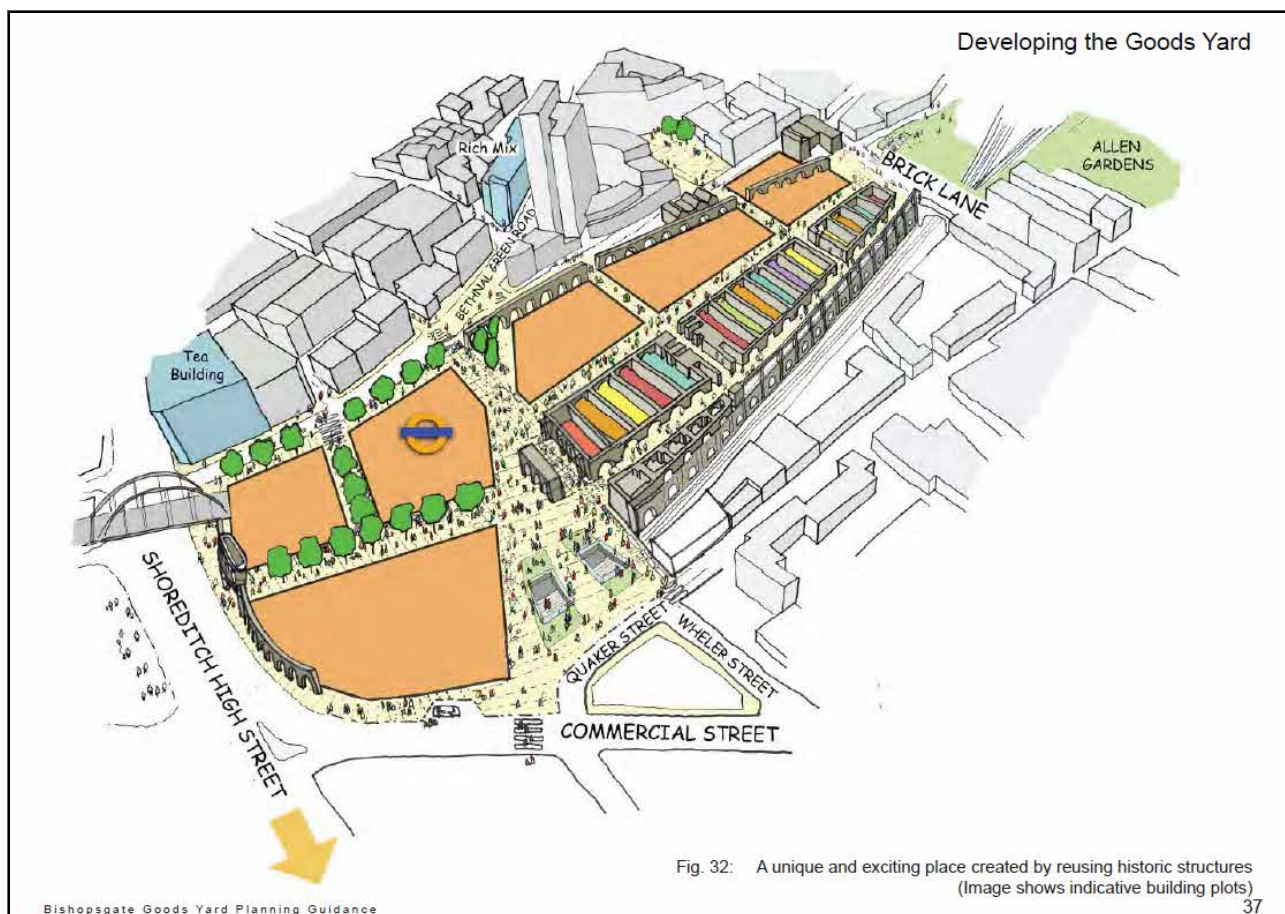 Developing the Goods Yard
Rich Mix
ALLEN
GARDENS
BRICK LANE
BETHNAL GREEN ROAD
Tea
Building
SHOREDITCH HIGH STREET
QUAKER STREET
WHELER STREET
COMMERCIAL STREET
Fig. 32: A unique and exciting place created by reusing historic structures
(Image shows indicative building plots)
Bishopsgate Goods Yard Planning Guidance
37